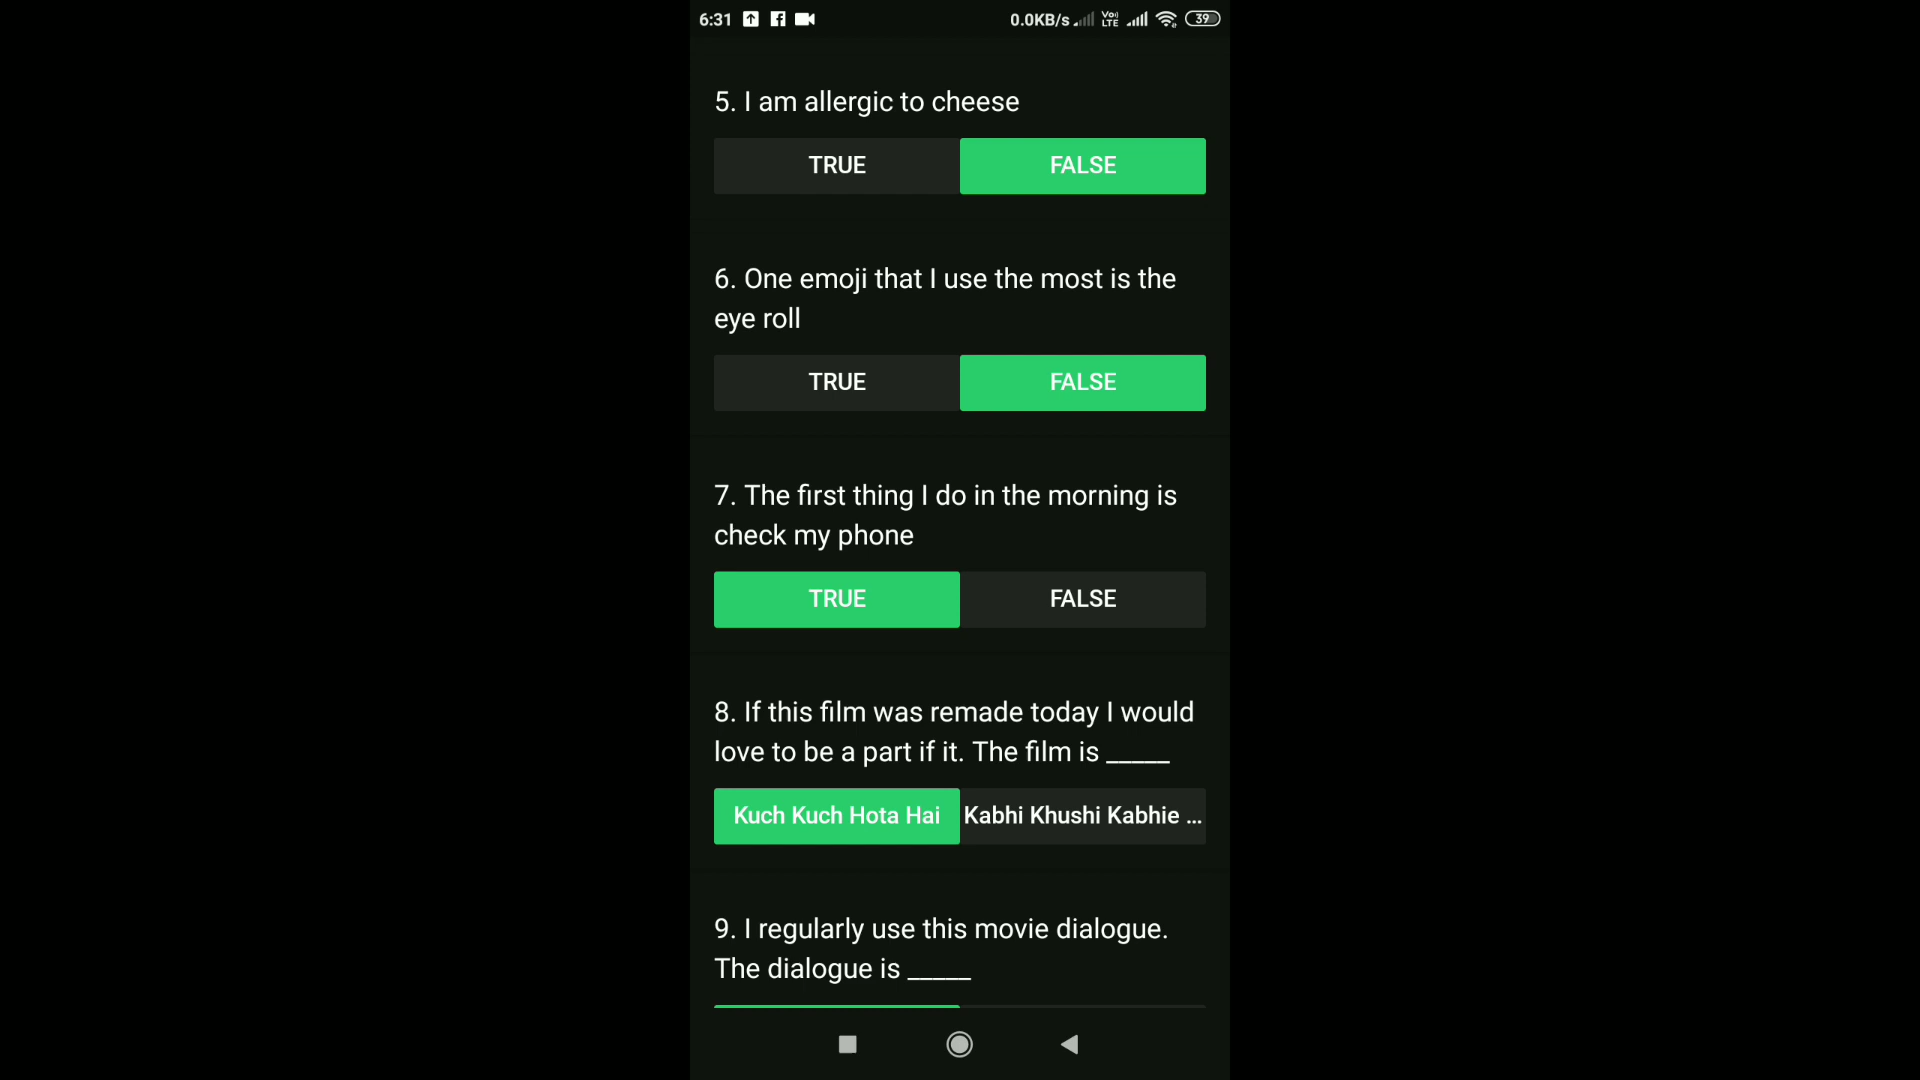 6:31 0.0KB/s Vo) LTE 39
5. I am allergic to cheese
TRUE FALSE
6. One emoji that I use the most is the
eye roll
TRUE FALSE
7. The first thing I do in the morning is
check my phone
TRUE FALSE
8. If this film was remade today I would
love to be a part if it. The film is _____
Kuch Kuch Hota Hai Kabhi Khushi Kabhie ...
9. I regularly use this movie dialogue.
The dialogue is _____